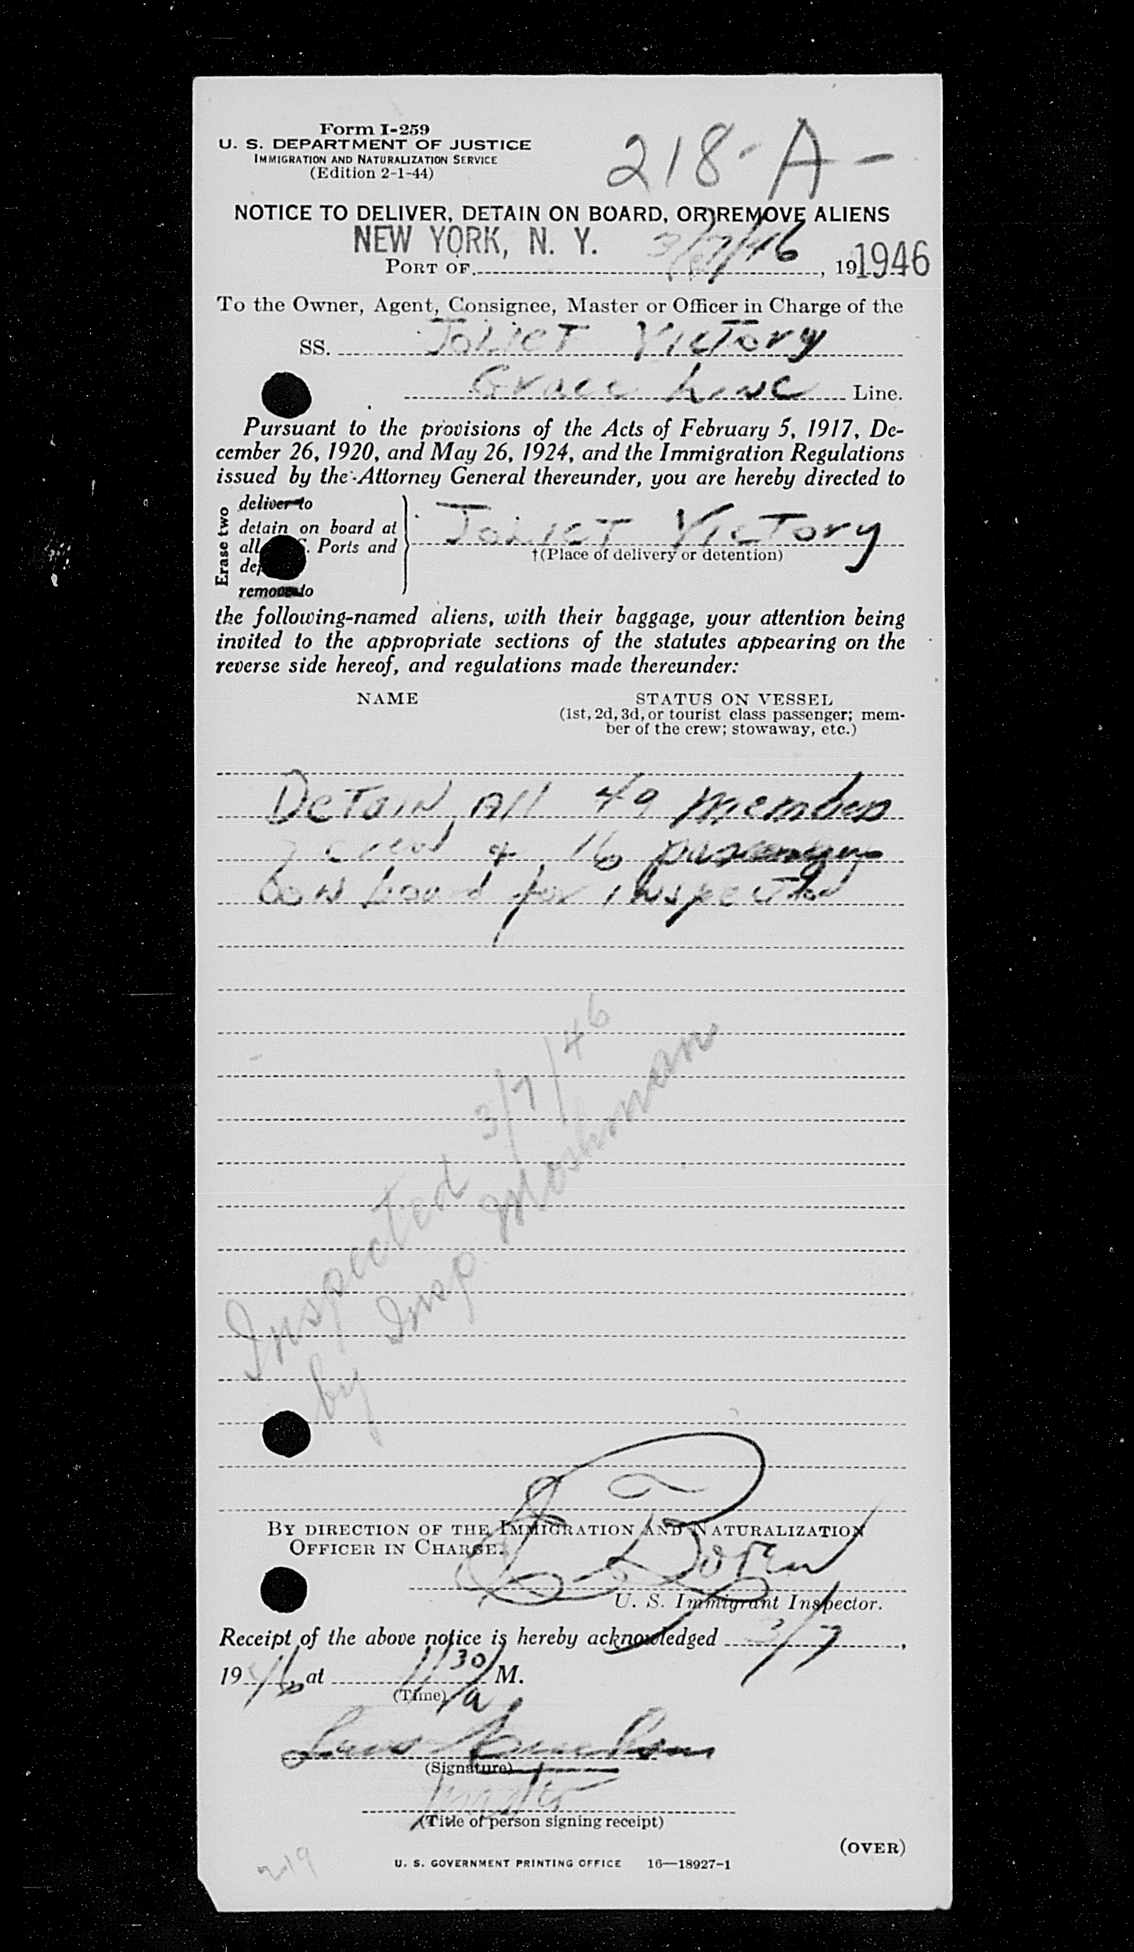 Form I-259
U. S. DEPARTMENT OF JUSTICE
IMMIGRATION AND NATURALIZATION SERVICE
(Edition 2-1-44)
218-A-
NOTICE TO DELIVER, DETAIN ON BOARD, OR REMOVE ALIENS
NEW YORK, N. Y. 3/7/46
PORT OF , 19 1946
To the Owner, Agent, Consignee, Master or Officer in Charge of the
SS. Joliet Victory
Grace Line Line.
Pursuant to the provisions of the Acts of February 5, 1917, De-
cember 26, 1920, and May 26, 1924, and the Immigration Regulations
issued by the Attorney General thereunder, you are hereby directed to
Erase two
deliver to
detain on board at
all Ports and
remove to
Joliet Victory
†(Place of delivery or detention)
the following-named aliens, with their baggage, your attention being
invited to the appropriate sections of the statutes appearing on the
reverse side hereof, and regulations made thereunder:
NAME
STATUS ON VESSEL
(1st, 2d, 3d, or tourist class passenger; mem-
ber of the crew; stowaway, etc.)
Detain All 49 members
crew & 16 passengers
on board for inspection
Inspected 3/7/46
by Insp Moshman
BY DIRECTION OF THE IMMIGRATION AND NATURALIZATION
OFFICER IN CHARGE.
U. S. Immigrant Inspector.
Receipt of the above notice is hereby acknowledged 3/7,
1946, at 11/30/a M.
(Time)
(Signature)
Master
(Title of person signing receipt)
(OVER)
219
U. S. GOVERNMENT PRINTING OFFICE 16—18927-1